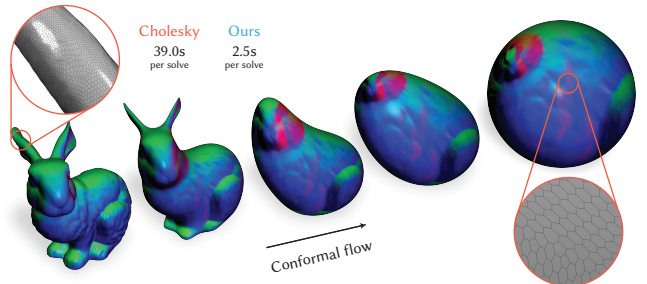 Cholesky Ours
39.0s 2.5s
per solve per solve
Conformal flow